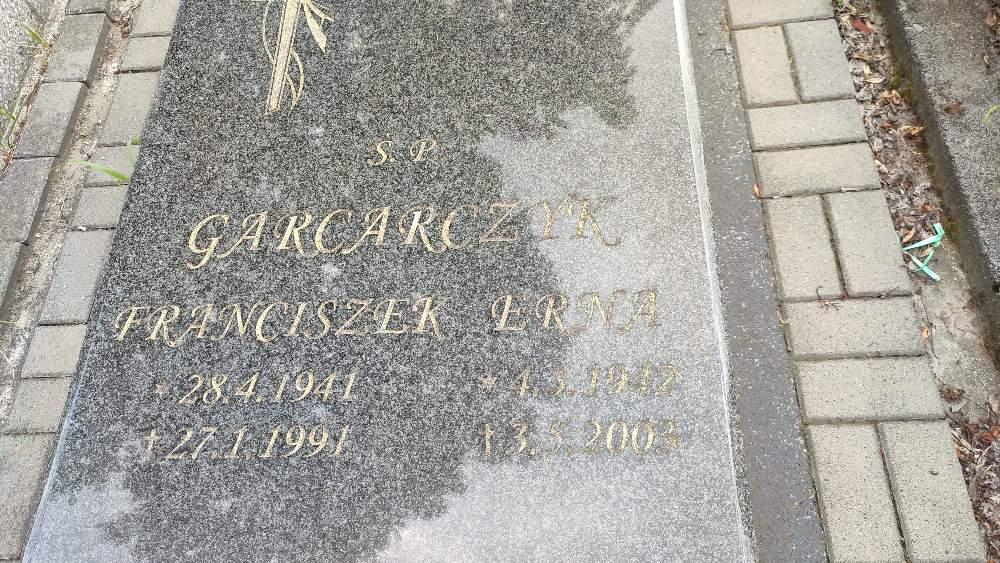 Ś. P.
GARCARCZYK
FRANCISZEK ERNA
* 28.4.1941 * 4.3.1942
† 27.1.1991 † 3.5.2003